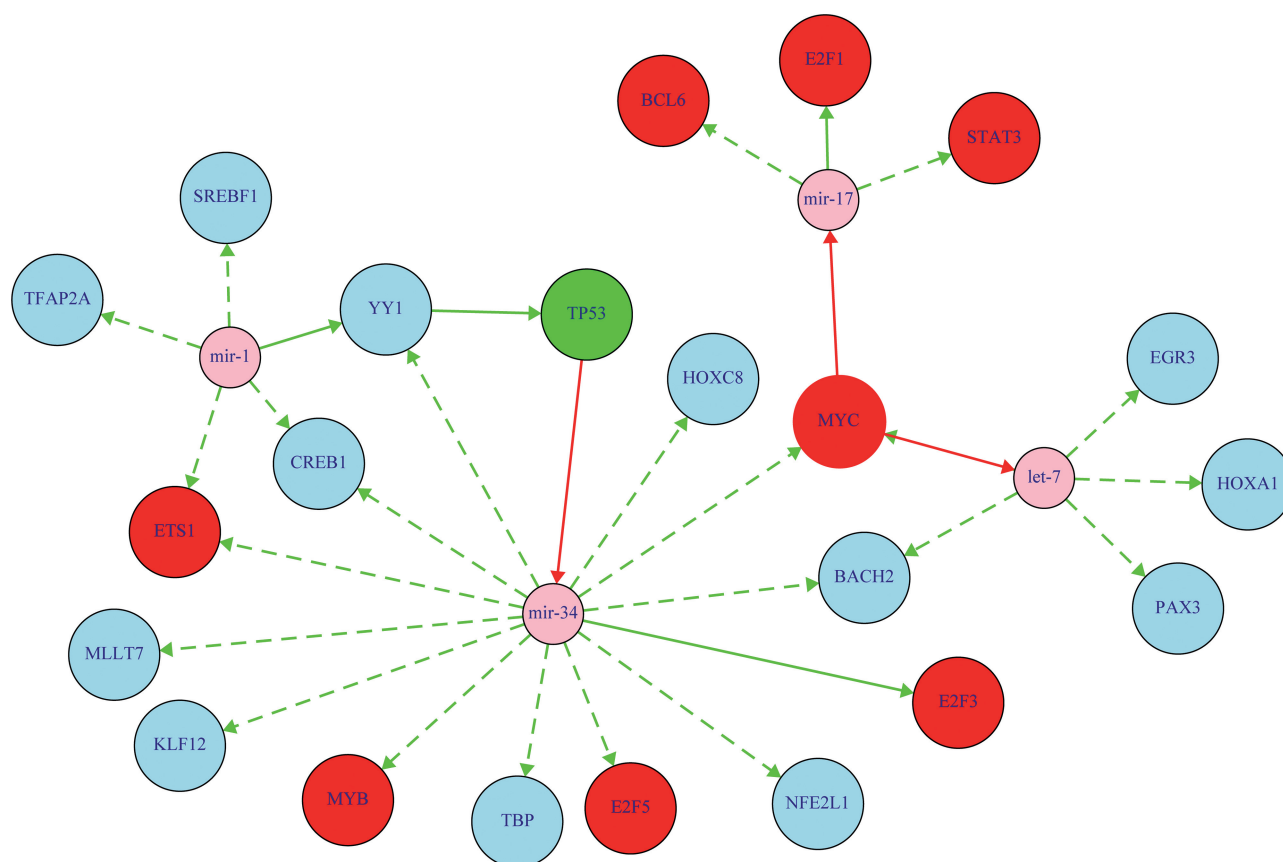 E2F1
BCL6
STAT3
mir-17
SREBF1
TFAP2A
YY1
TP53
mir-1
HOXC8
EGR3
MYC
CREB1
let-7
HOXA1
ETS1
BACH2
mir-34
PAX3
MLLT7
E2F3
KLF12
MYB
TBP
E2F5
NFE2L1